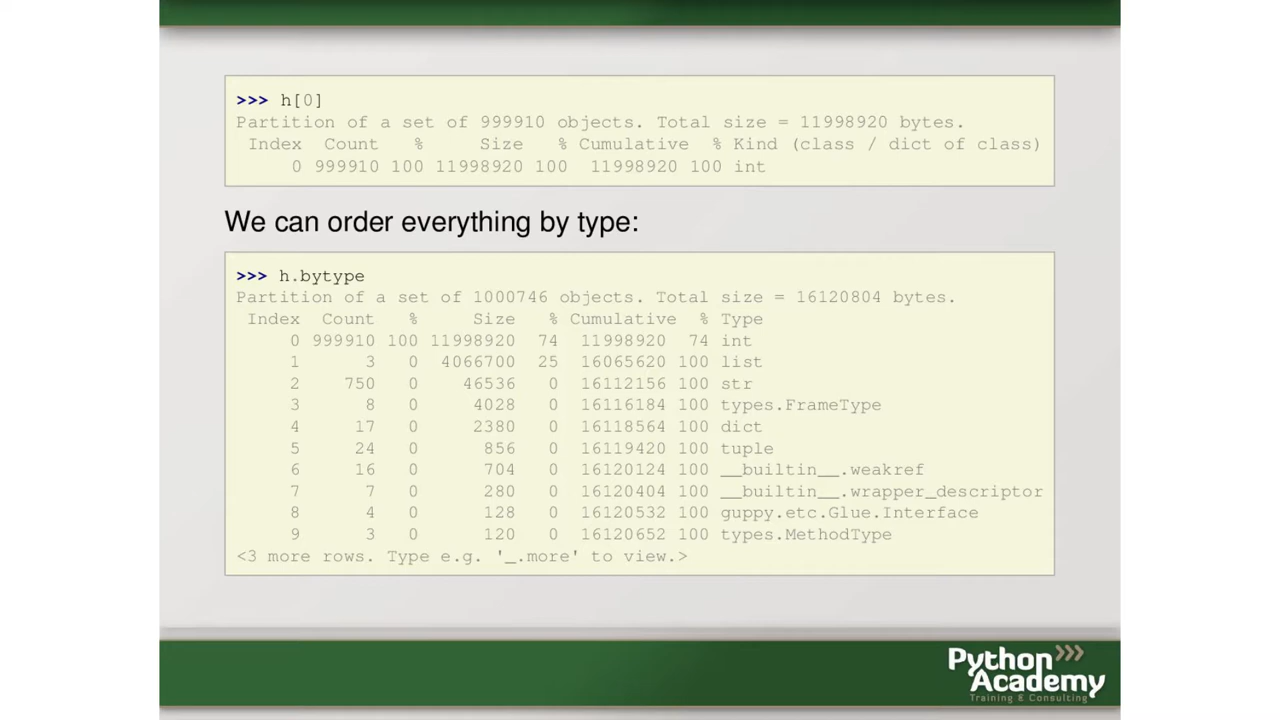 >>> h[0]
Partition of a set of 999910 objects. Total size = 11998920 bytes.
Index Count % Size % Cumulative % Kind (class / dict of class)
0 999910 100 11998920 100 11998920 100 int
We can order everything by type:
>>> h.bytype
Partition of a set of 1000746 objects. Total size = 16120804 bytes.
Index Count % Size % Cumulative % Type
0 999910 100 11998920 74 11998920 74 int
1 3 0 4066700 25 16065620 100 list
2 750 0 46536 0 16112156 100 str
3 8 0 4028 0 16116184 100 types.FrameType
4 17 0 2380 0 16118564 100 dict
5 24 0 856 0 16119420 100 tuple
6 16 0 704 0 16120124 100 __builtin__.weakref
7 7 0 280 0 16120404 100 __builtin__.wrapper_descriptor
8 4 0 128 0 16120532 100 guppy.etc.Glue.Interface
9 3 0 120 0 16120652 100 types.MethodType
<3 more rows. Type e.g. '_.more' to view.>
Python
Academy
Training & Consulting